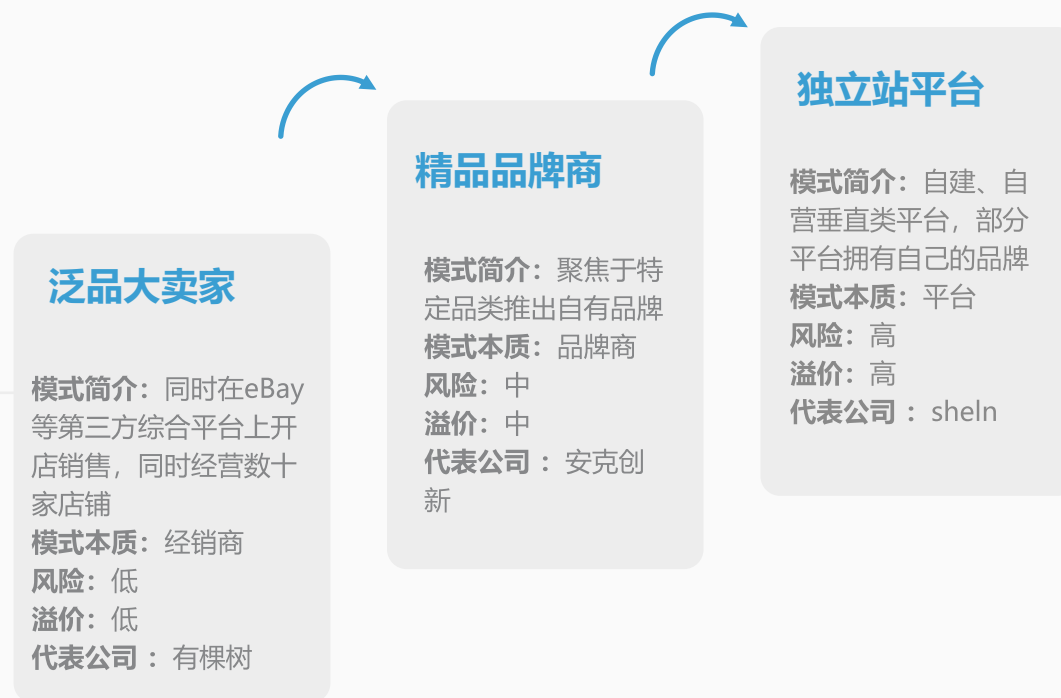 泛品大卖家
模式简介：同时在eBay
等第三方综合平台上开
店销售，同时经营数十
家店铺
模式本质：经销商
风险：低
溢价：低
代表公司 ：有棵树
精品品牌商
模式简介：聚焦于特
定品类推出自有品牌
模式本质：品牌商
风险：中
溢价：中
代表公司 ：安克创
新
独立站平台
模式简介：自建、自
营垂直类平台，部分
平台拥有自己的品牌
模式本质：平台
风险：高
溢价：高
代表公司 ：sheIn